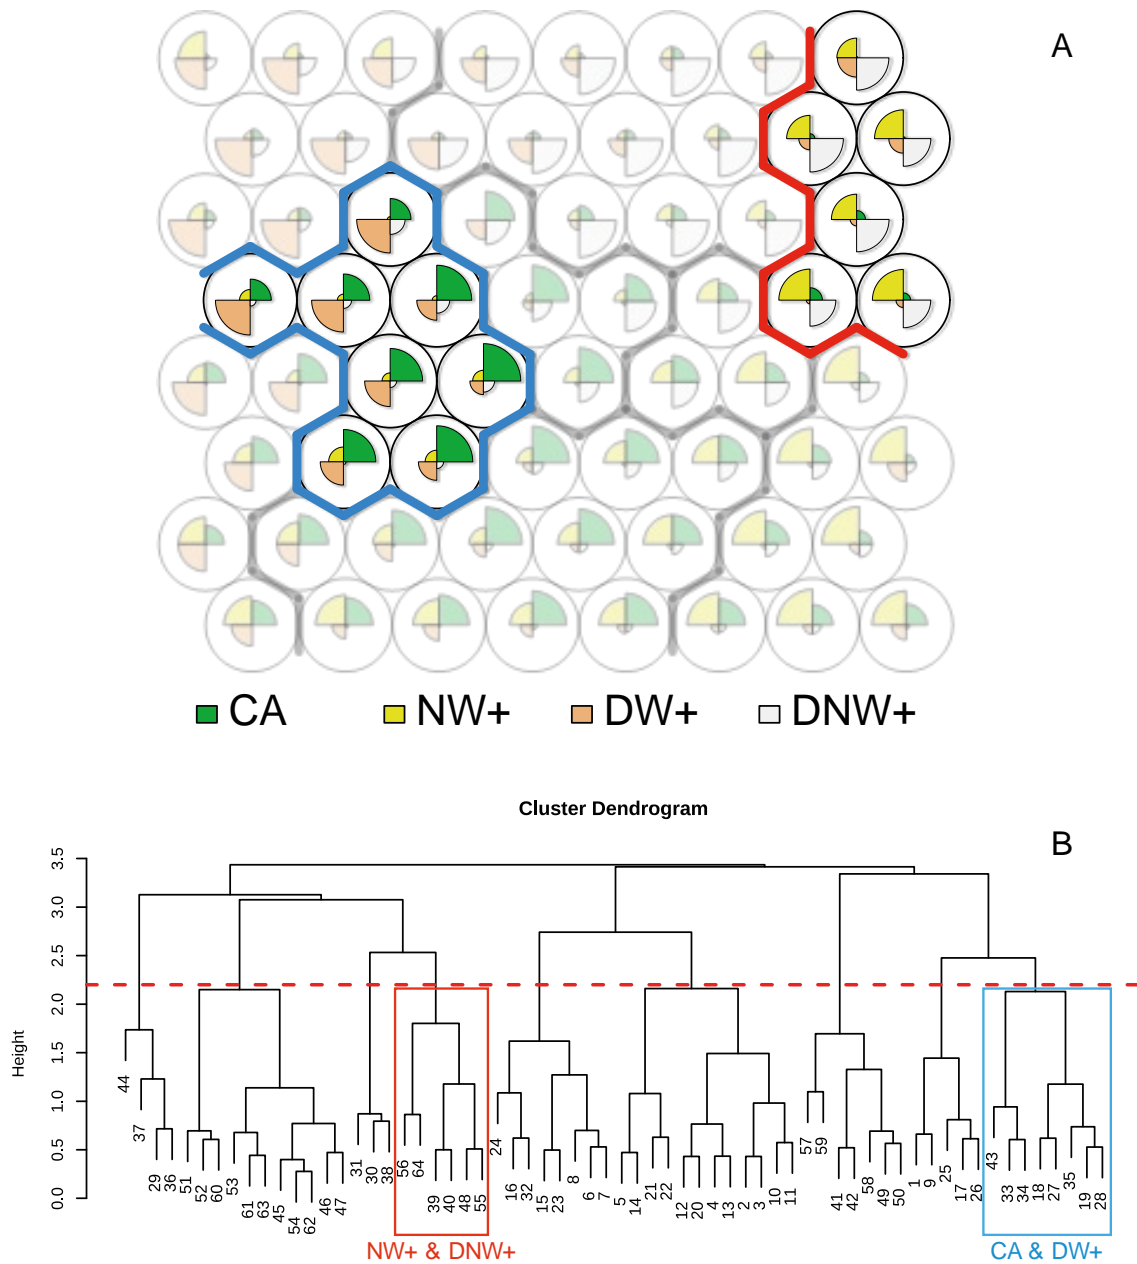 A
CA NW+ DW+ DNW+
Cluster Dendrogram
B
Height
3.5
3.0
2.5
2.0
1.5
1.0
0.5
0.0
44 37 29 36 51 52 60 53 61 63 45 54 62 46 47 31 30 38 56 64 39 40 48 55 24 16 32 15 23 8 6 7 5 14 21 22 12 20 4 13 2 3 10 11 57 59 41 42 58 49 50 1 9 25 17 26 43 33 34 18 27 35 19 28
NW+ & DNW+ CA & DW+